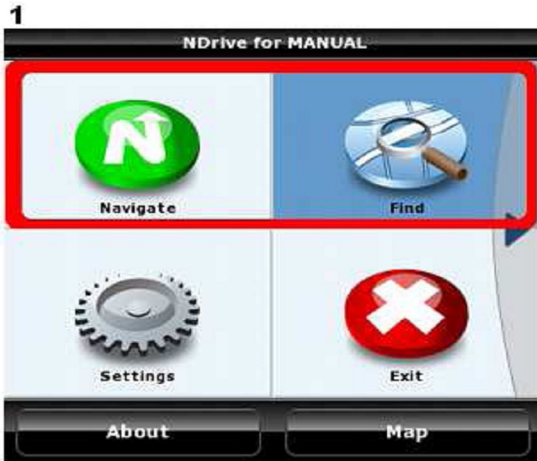 1
NDrive for MANUAL
N
Navigate
Find
Settings
Exit
About
Map